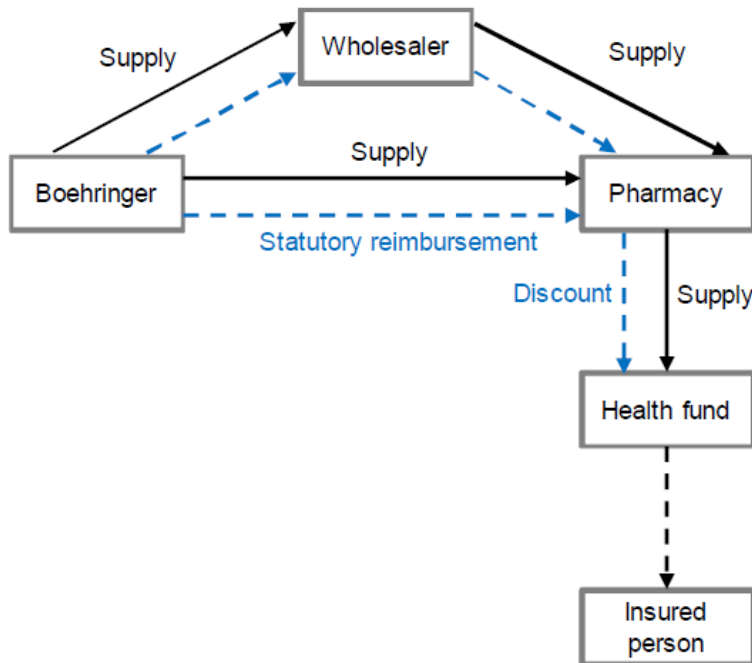 Wholesaler
Supply
Supply
Supply
Boehringer
Pharmacy
Statutory reimbursement
Discount
Supply
Health fund
Insured
person